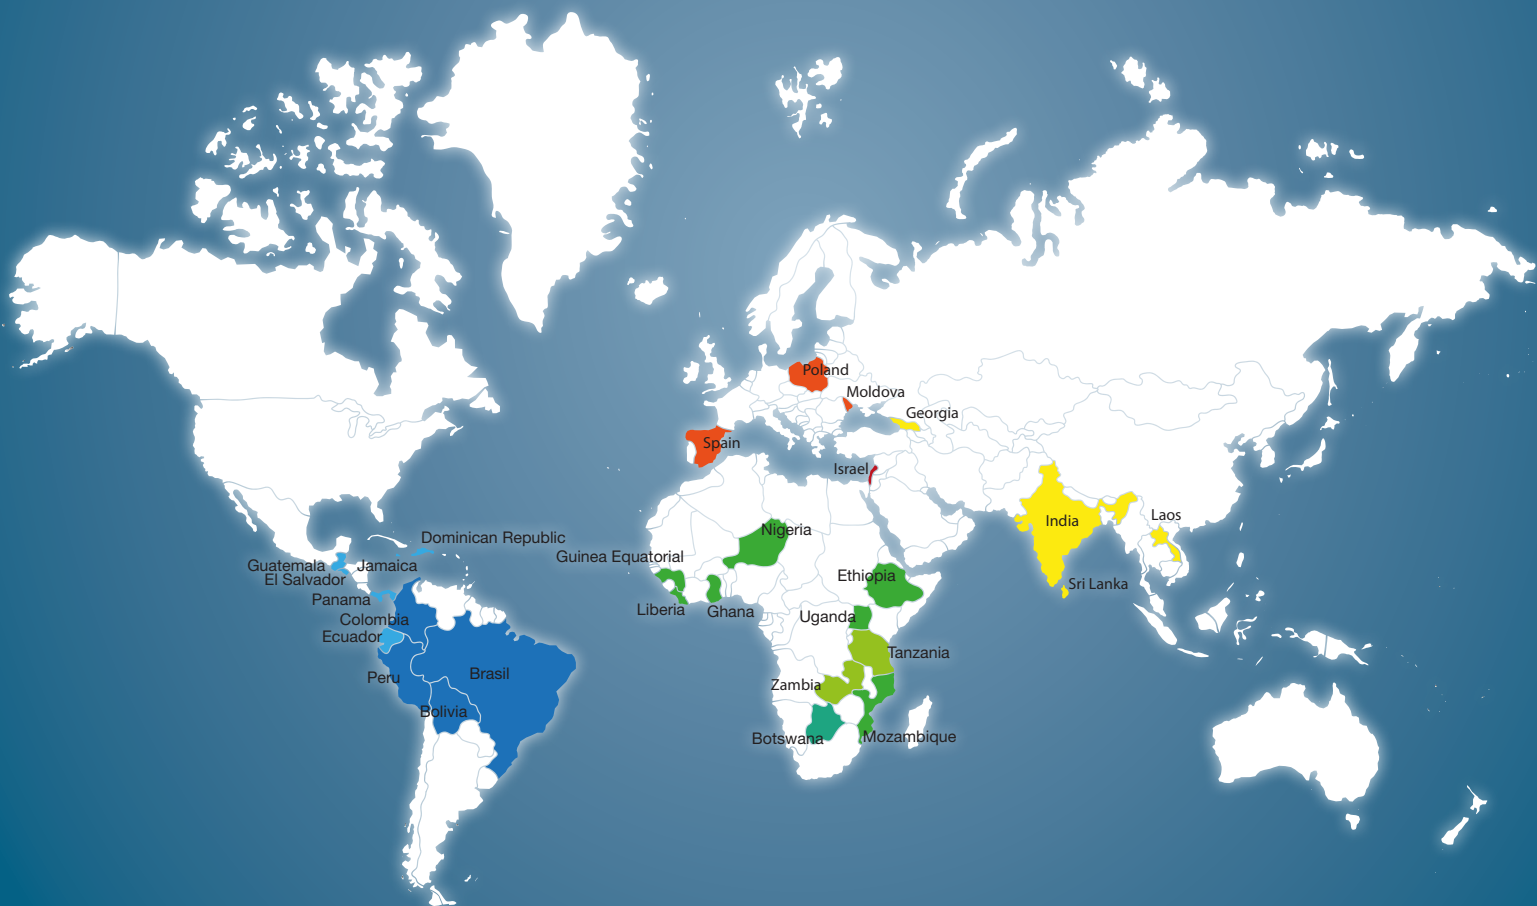 Poland
Moldova
Georgia
Spain
Israel
India
Laos
Sri Lanka
Nigeria
Dominican Republic
Guinea Equatorial
Guatemala
Jamaica
El Salvador
Ethiopia
Panama
Liberia
Ghana
Colombia
Uganda
Ecuador
Tanzania
Peru
Brasil
Zambia
Bolivia
Botswana
Mozambique